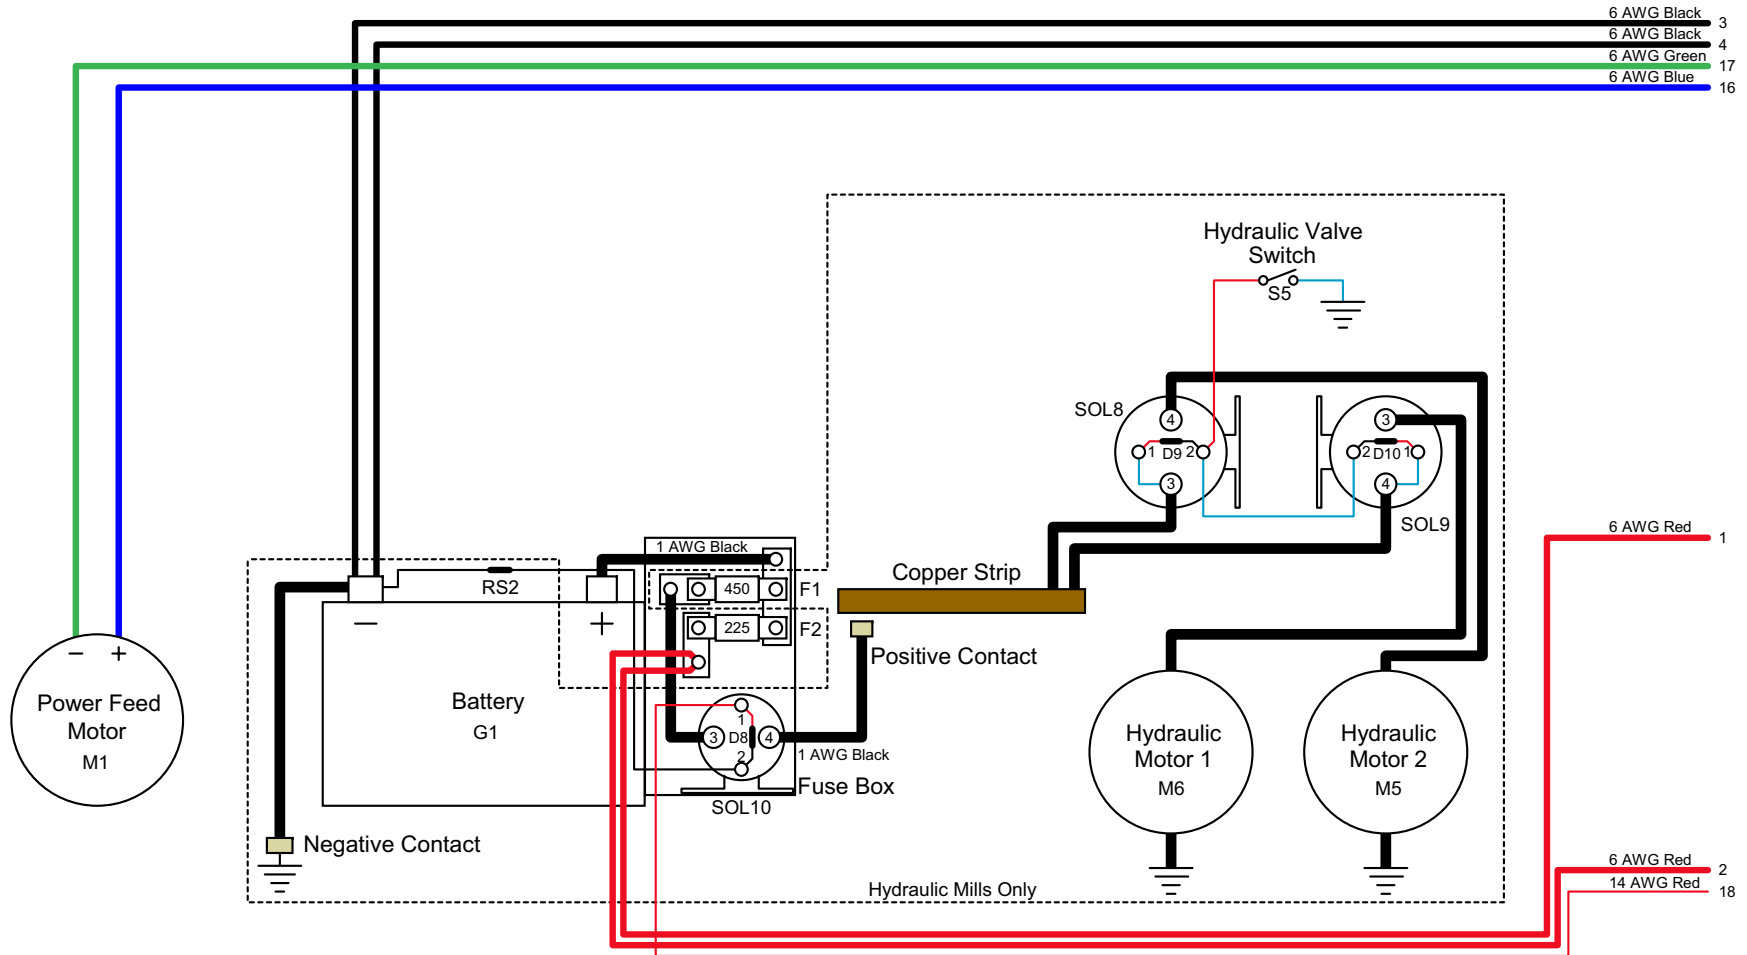 6 AWG Black
3
6 AWG Black
4
6 AWG Green
17
6 AWG Blue
16
Hydraulic Valve
Switch
S5
SOL8
4
1 D9 2
3
3
2 D10 1
4
SOL9
1 AWG Black
6 AWG Red
1
RS2
Copper Strip
450
F1
−
+
225
F2
Positive Contact
− +
Power Feed
Motor
M1
Battery
G1
1
3 D8 4
2
1 AWG Black
Fuse Box
SOL10
Hydraulic
Motor 1
M6
Hydraulic
Motor 2
M5
Negative Contact
Hydraulic Mills Only
6 AWG Red
2
14 AWG Red
18